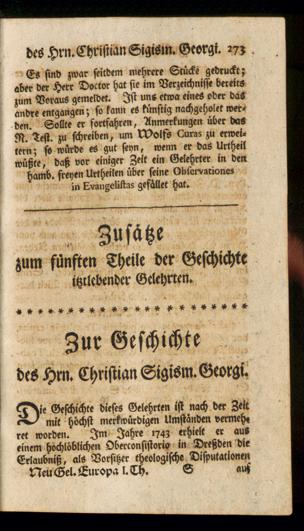 des Hrn. Christian Sigism. Georgi. 273
Es sind zwar seitdem mehrere Stücke gedruckt;
aber der Herr Doctor hat sie im Verzeichnisse bereits
zum Voraus gemeldet. Ist uns etwa eines oder das
andre entgangen; so kann es künftig nachgeholet wer-
den. Sollte er fortfahren, Anmerkungen über das
N. Test. zu schreiben, um Wolfs Curas zu erwei-
tern; so würde es gut seyn, wenn er das Urtheil
wüßte, daß vor einiger Zeit ein Gelehrter in den
hamb. freyen Urtheilen über seine Observationes
in Evangelistas gefället hat.
Zusätze
zum fünften Theile der Geschichte
itztlebender Gelehrten.
Zur Geschichte
des Hrn. Christian Sigism. Georgi.
Die Geschichte dieses Gelehrten ist nach der Zeit
mit höchst merkwürdigen Umständen vermeh-
ret worden. Im Jahre 1743 erhielt er aus
einem hochlöblichen Oberconsistorio in Dreßden die
Erlaubniß, als Vorsitzer theologische Disputationen
Neu Gel. Europa I. Th. S auf